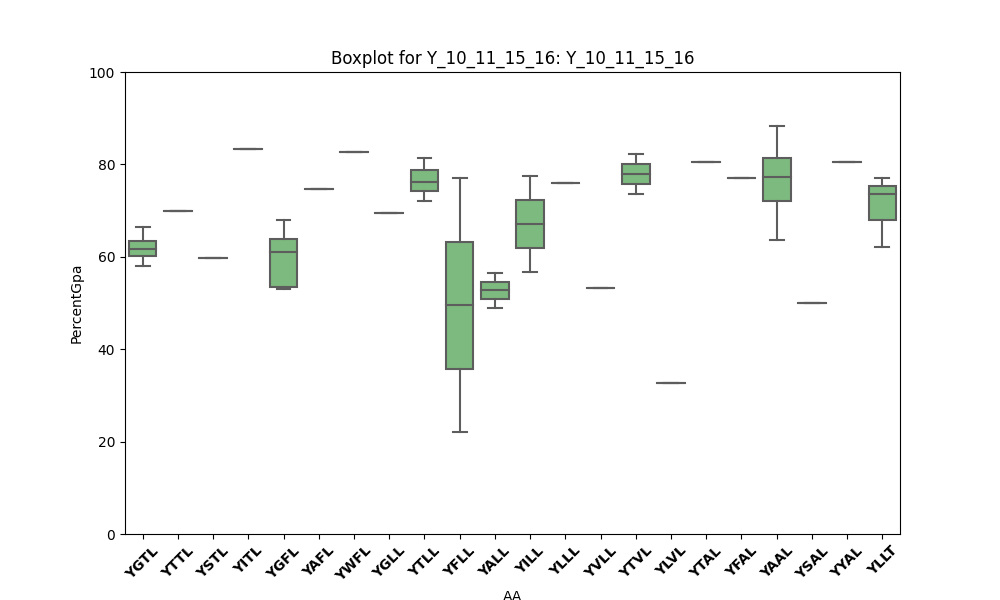 Boxplot for Y_10_11_15_16: Y_10_11_15_16
100
80
60
40
20
0
PercentGpa
YGTL YTTL YSTL YITL YGFL YAFL YWFL YGLL YTLL YFLL YALL YILL YLLL YVLL YTVL YLVL YTAL YFAL YAAL YSAL YYAL YLLT
AA